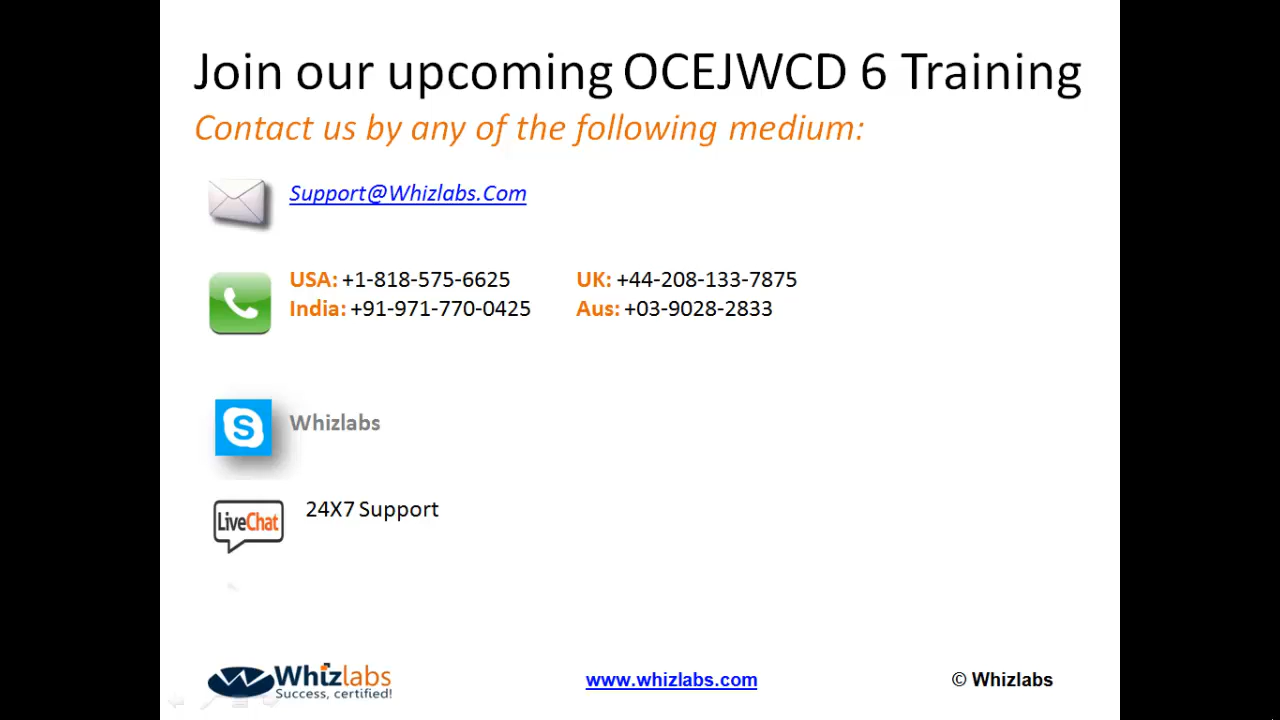 Join our upcoming OCEJWCD 6 Training
Contact us by any of the following medium:
Support@Whizlabs.Com
USA: +1-818-575-6625 UK: +44-208-133-7875
India: +91-971-770-0425 Aus: +03-9028-2833
S Whizlabs
LiveChat 24X7 Support
Whizlabs
Success, certified!
www.whizlabs.com
© Whizlabs